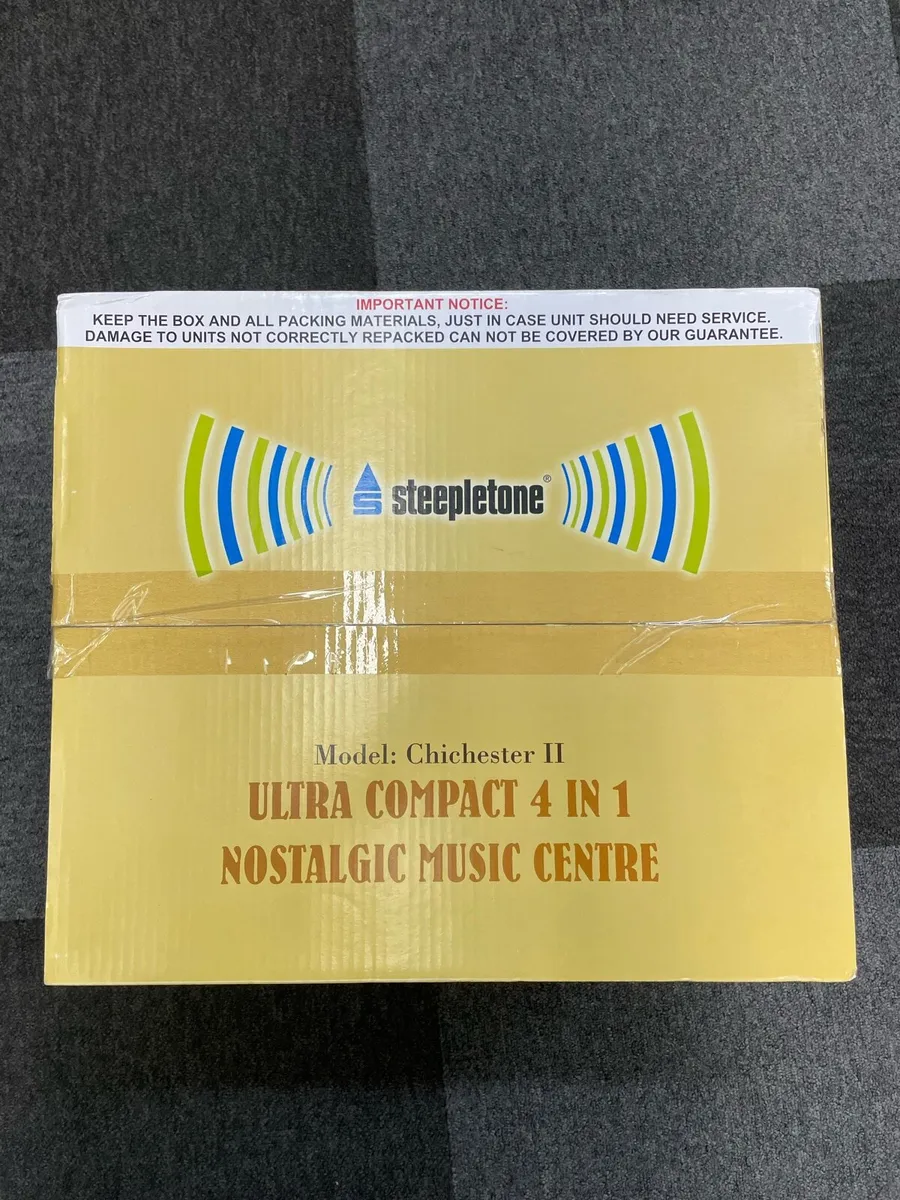 IMPORTANT NOTICE:
KEEP THE BOX AND ALL PACKING MATERIALS, JUST IN CASE UNIT SHOULD NEED SERVICE.
DAMAGE TO UNITS NOT CORRECTLY REPACKED CAN NOT BE COVERED BY OUR GUARANTEE.
steepletone®
Model: Chichester II
ULTRA COMPACT 4 IN 1
NOSTALGIC MUSIC CENTRE